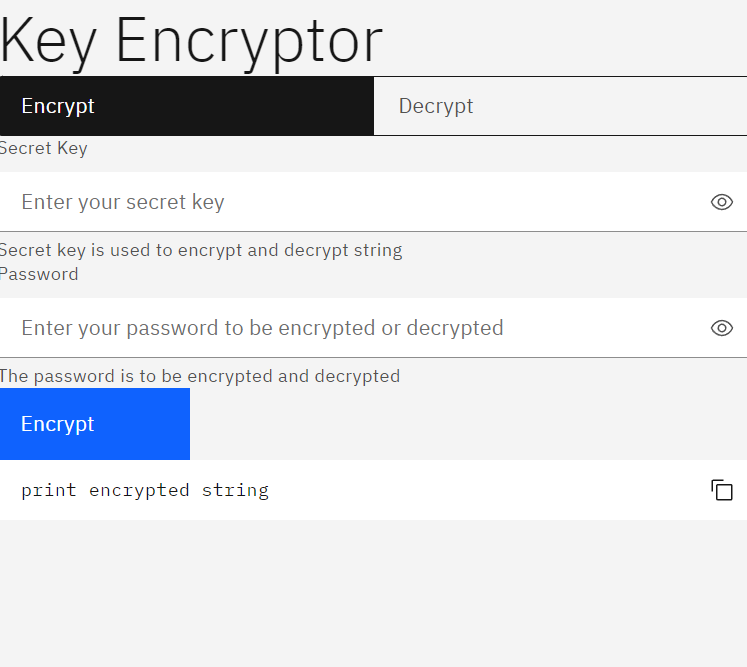 Key Encryptor
Encrypt Decrypt
Secret Key
Enter your secret key
Secret key is used to encrypt and decrypt string
Password
Enter your password to be encrypted or decrypted
The password is to be encrypted and decrypted
Encrypt
print encrypted string